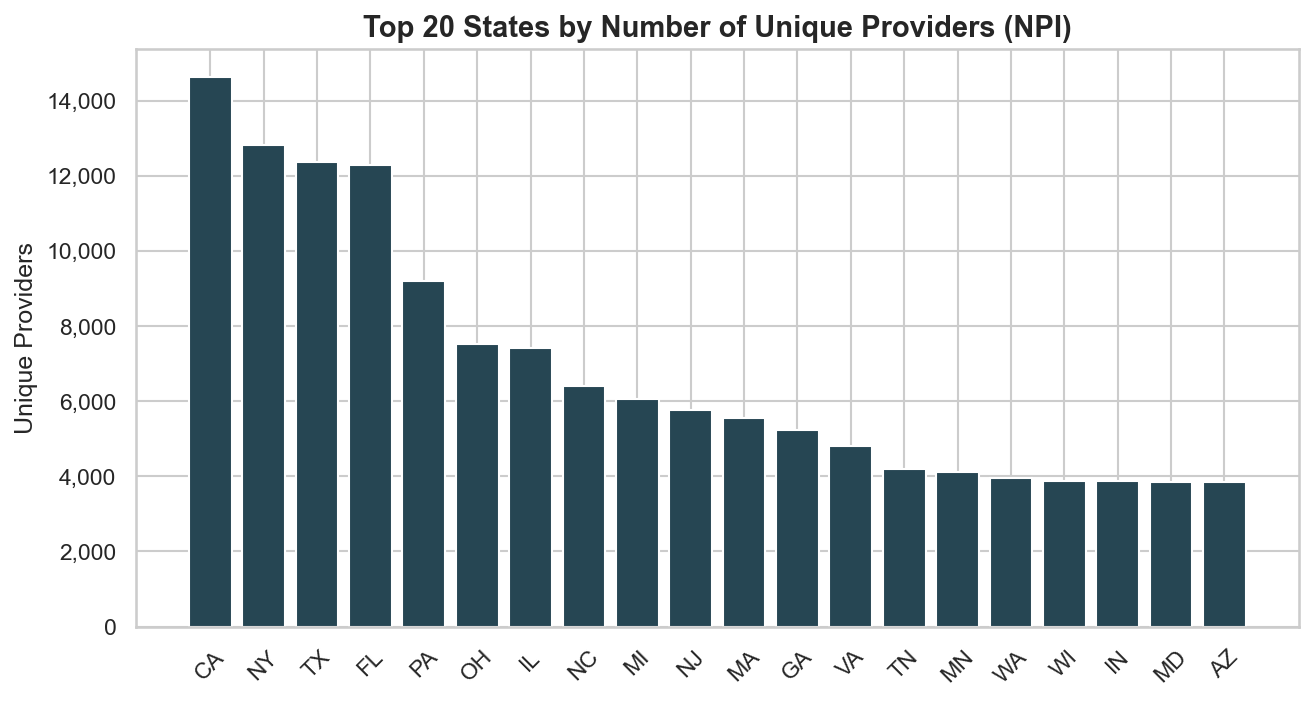 Top 20 States by Number of Unique Providers (NPI)
Unique Providers
14,000
12,000
10,000
8,000
6,000
4,000
2,000
0
CA NY TX FL PA OH IL NC MI NJ MA GA VA TN MN WA WI IN MD AZ